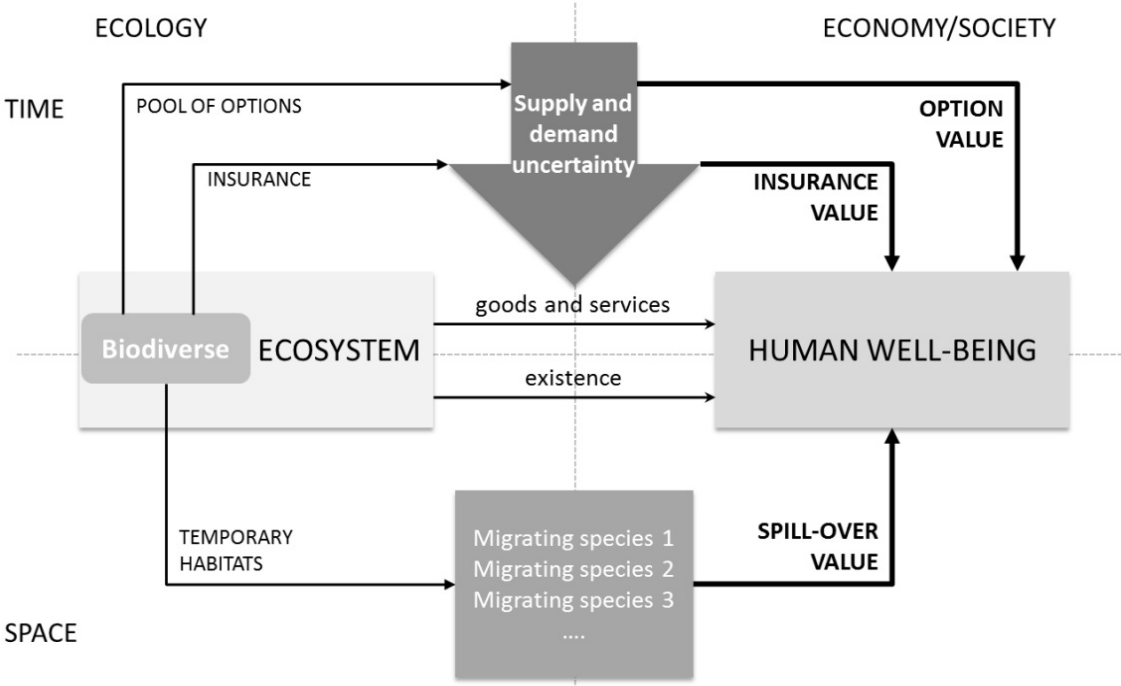 ECOLOGY
ECONOMY/SOCIETY
TIME
POOL OF OPTIONS
Supply and
demand
uncertainty
OPTION
VALUE
INSURANCE
INSURANCE
VALUE
goods and services
Biodiverse
ECOSYSTEM
HUMAN WELL-BEING
existence
TEMPORARY
HABITATS
Migrating species 1
Migrating species 2
Migrating species 3
....
SPILL-OVER
VALUE
SPACE